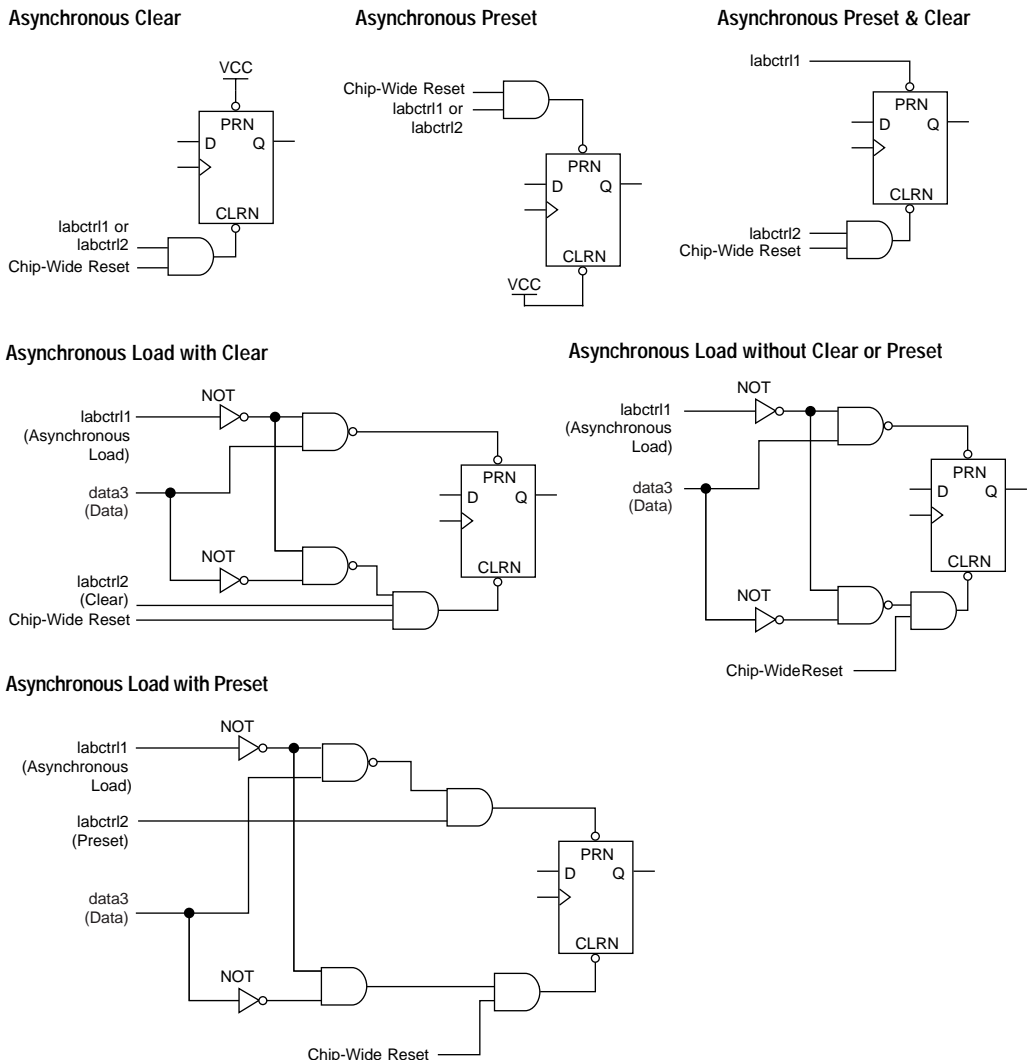 Asynchronous Clear
VCC
PRN
D Q
CLRN
labctrl1 or
labctrl2
Chip-Wide Reset
Asynchronous Preset
Chip-Wide Reset
labctrl1 or
labctrl2
PRN
D Q
CLRN
VCC
Asynchronous Preset & Clear
labctrl1
PRN
D Q
CLRN
labctrl2
Chip-Wide Reset
Asynchronous Load with Clear
NOT
labctrl1
(Asynchronous
Load)
data3
(Data)
NOT
labctrl2
(Clear)
Chip-Wide Reset
PRN
D Q
CLRN
Asynchronous Load without Clear or Preset
NOT
labctrl1
(Asynchronous
Load)
data3
(Data)
NOT
PRN
D Q
CLRN
Chip-WideReset
Asynchronous Load with Preset
NOT
labctrl1
(Asynchronous
Load)
labctrl2
(Preset)
data3
(Data)
NOT
PRN
D Q
CLRN
Chip-Wide Reset